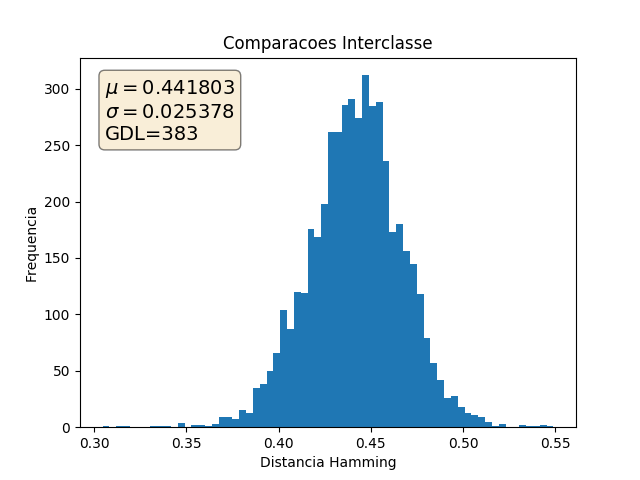 Comparacoes Interclasse
μ = 0.441803
σ = 0.025378
GDL=383
Frequencia
300
250
200
150
100
50
0
0.30 0.35 0.40 0.45 0.50 0.55
Distancia Hamming